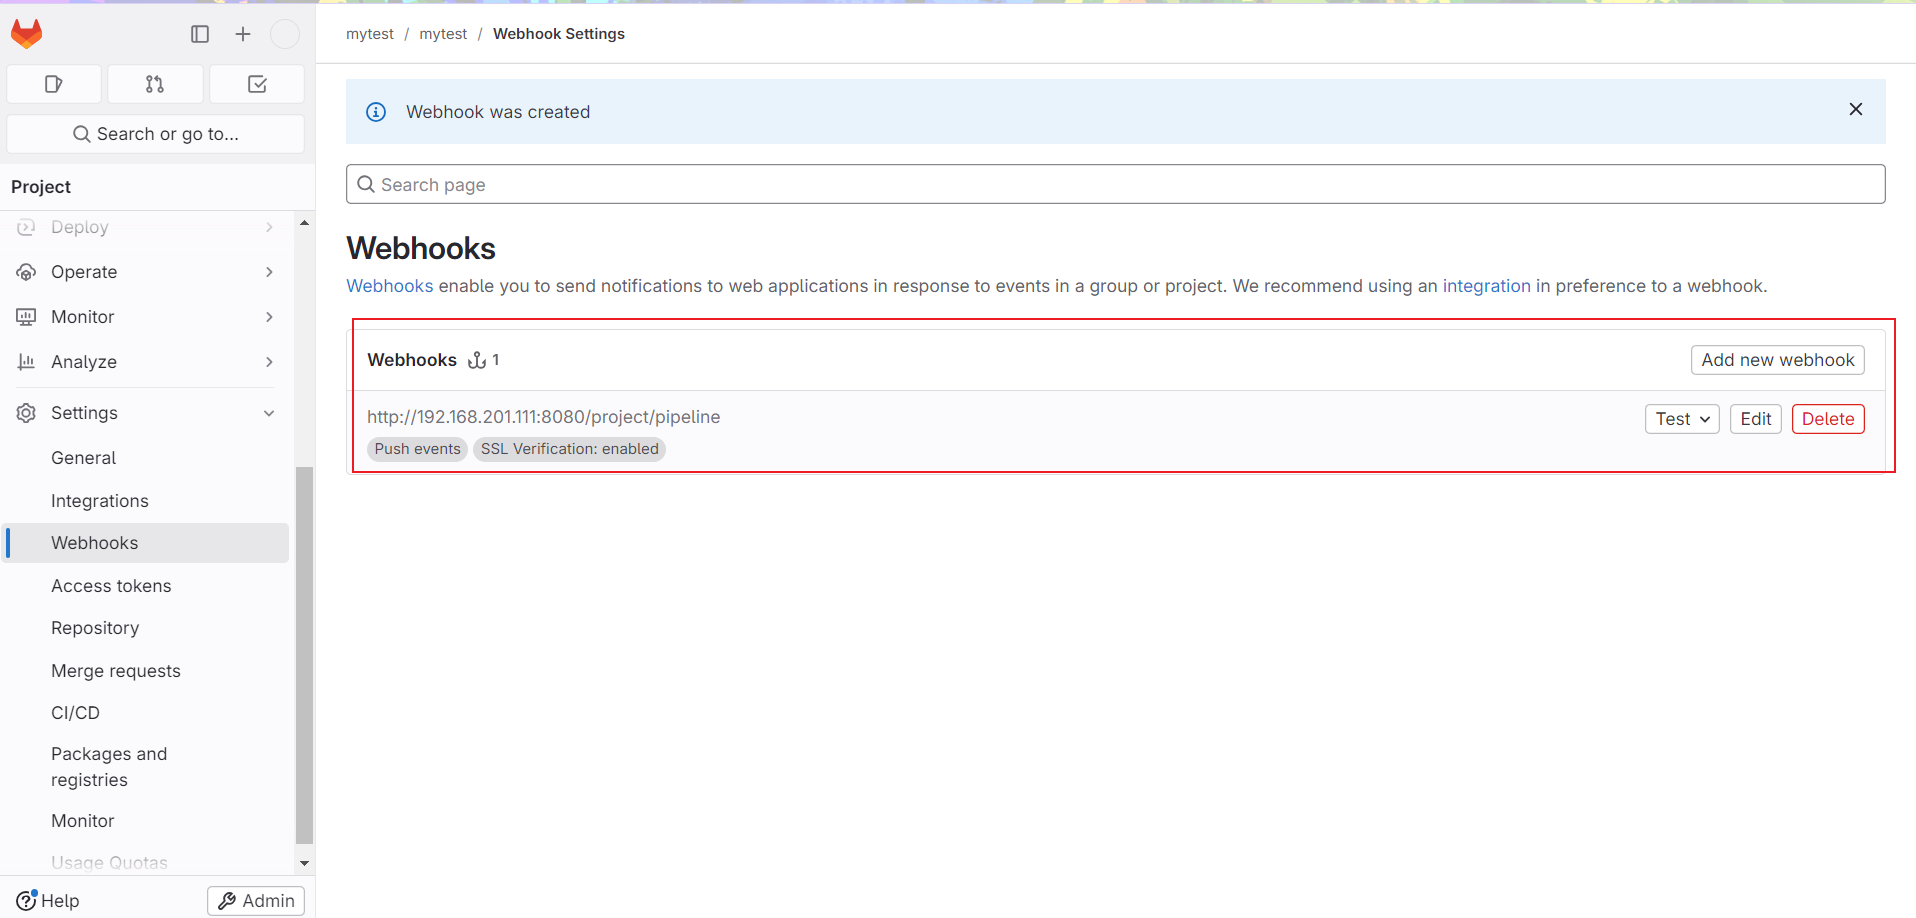 mytest / mytest / Webhook Settings
Search or go to...
Project
Deploy
Operate
Monitor
Analyze
Settings
General
Integrations
Webhooks
Access tokens
Repository
Merge requests
CI/CD
Packages and
registries
Monitor
Usage Quotas
Help
Admin
Webhook was created
Search page
Webhooks
Webhooks enable you to send notifications to web applications in response to events in a group or project. We recommend using an integration in preference to a webhook.
Webhooks 1
Add new webhook
http://192.168.201.111:8080/project/pipeline
Test Edit Delete
Push events SSL Verification: enabled